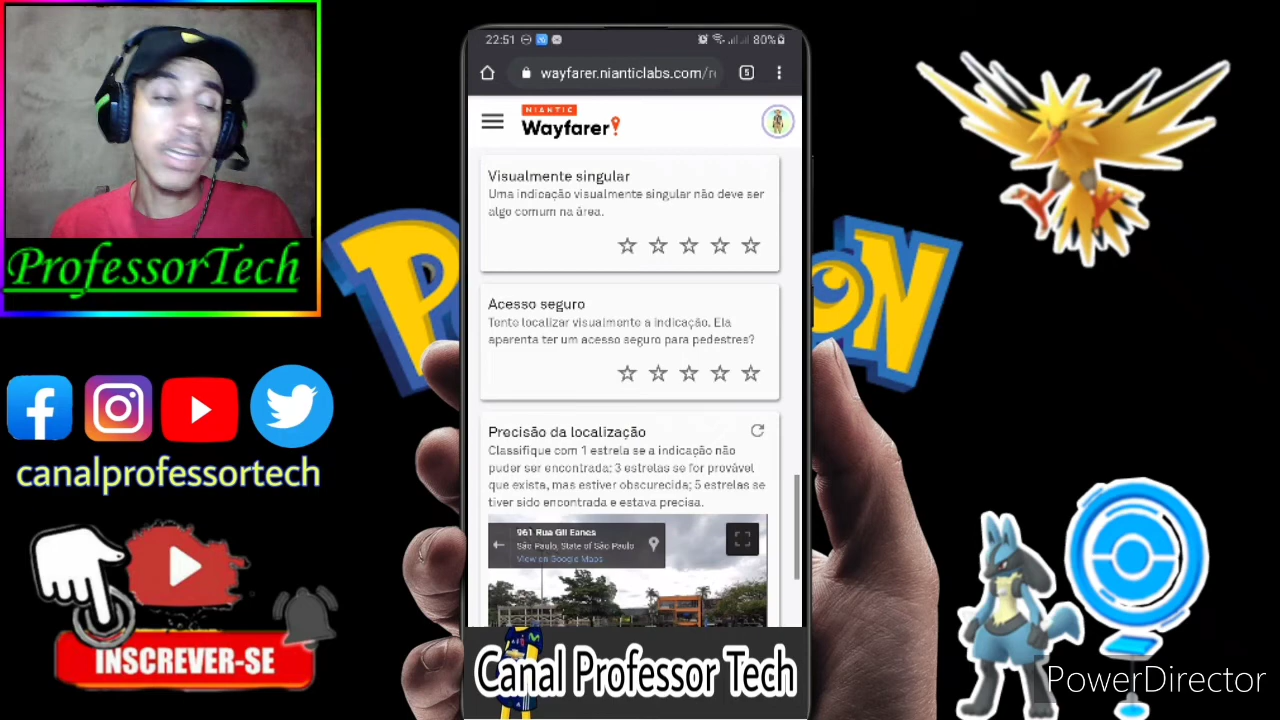 22:51
80%
wayfarer.nianticlabs.com/r
5
NIANTIC
Wayfarer
Visualmente singular
Uma indicação visualmente singular não deve ser
algo comum na área.
Acesso seguro
Tente localizar visualmente a indicação. Ela
aparenta ter um acesso seguro para pedestres?
Precisão da localização
Classifique com 1 estrela se a indicação não
puder ser encontrada; 3 estrelas se for provável
que exista, mas estiver obscurecida; 5 estrelas se
tiver sido encontrada e estava precisa.
961 Rua Gil Eanes
São Paulo, State of São Paulo
View on Google Maps
ProfessorTech
canalprofessortech
INSCREVER-SE
P
ON
Canal Professor Tech
PowerDirector